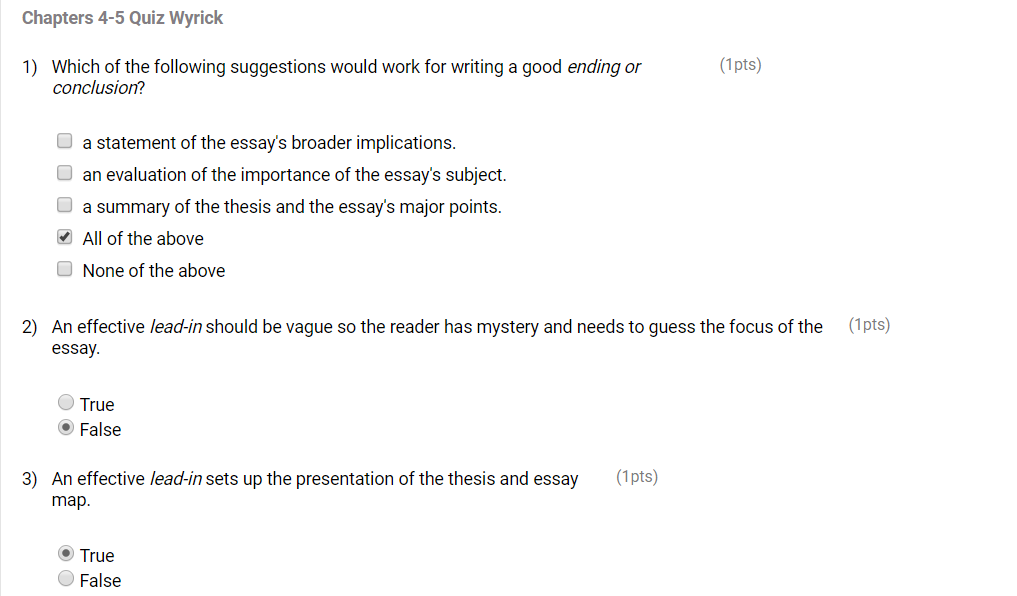 Chapters 4-5 Quiz Wyrick
1) Which of the following suggestions would work for writing a good ending or (1pts)
conclusion?
a statement of the essay's broader implications.
an evaluation of the importance of the essay's subject.
a summary of the thesis and the essay's major points.
All of the above
None of the above
2) An effective lead-in should be vague so the reader has mystery and needs to guess the focus of the (1pts)
essay.
True
False
3) An effective lead-in sets up the presentation of the thesis and essay (1pts)
map.
True
False